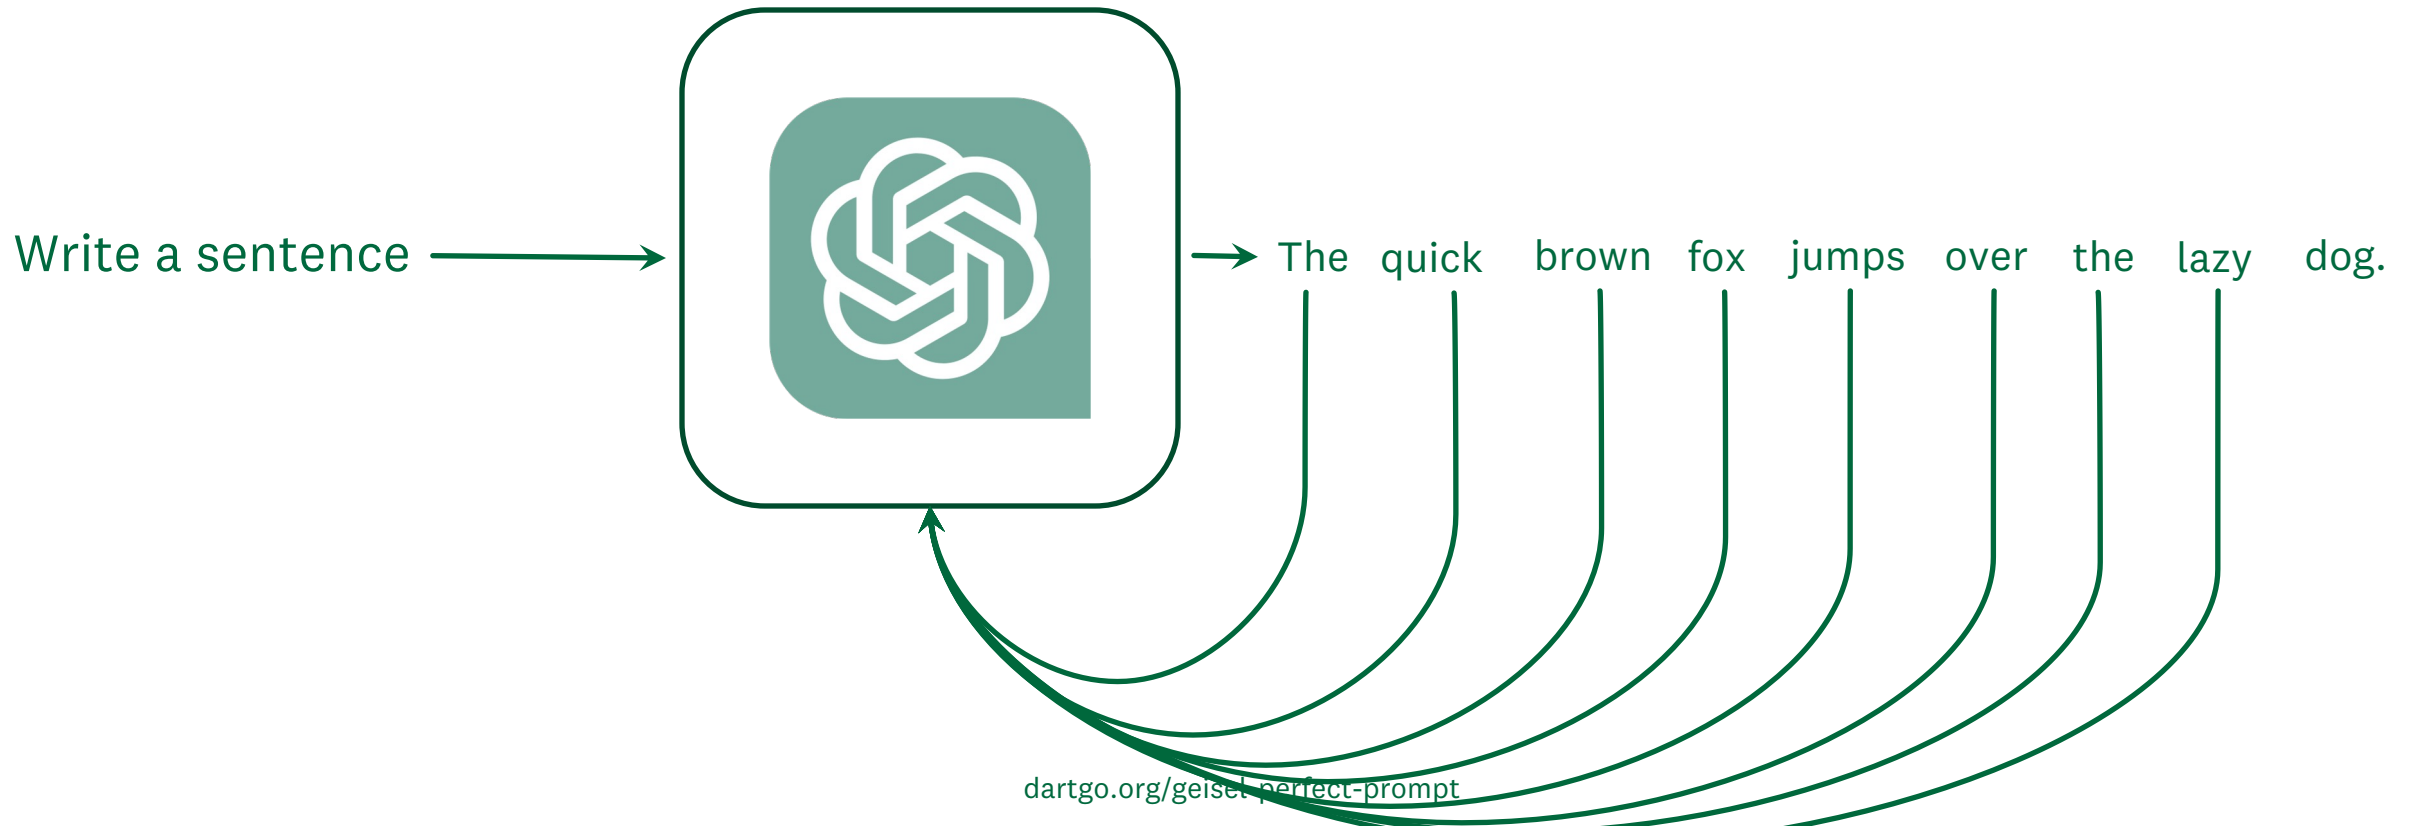 Write a sentence The quick brown fox jumps over the lazy dog.
dartgo.org/geisel-perfect-prompt